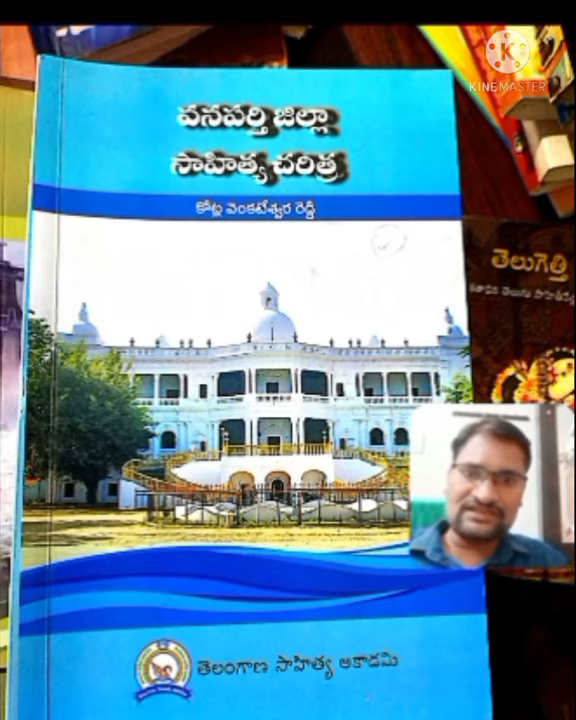 KINEMASTER
వనపర్తి జిల్లా
సాహిత్య చరిత్ర
కోట్ల వెంకటేశ్వర రెడ్డి
తెలుగెత్తి
తెలంగాణ సాహిత్య అకాడమి